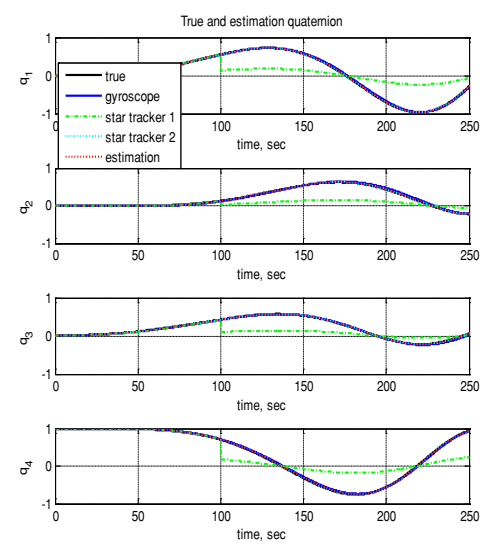 True and estimation quaternion
1
0
-1
q1
true
gyroscope
star tracker 1
star tracker 2
estimation
100 150 200 250
time, sec
1
0
-1
q2
0 50 100 150 200 250
time, sec
1
0
-1
q3
0 50 100 150 200 250
time, sec
1
0
-1
q4
0 50 100 150 200 250
time, sec